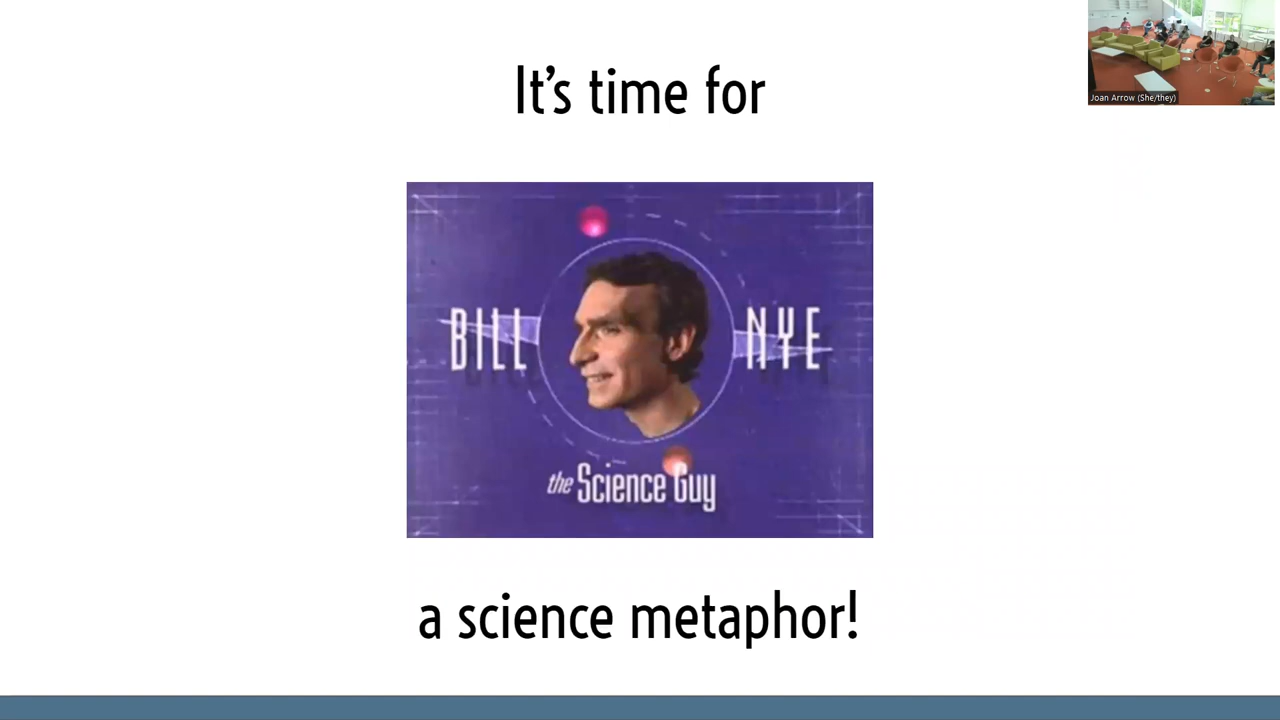 It's time for
Joan Arrow (She/they)
BILL NYE
the Science Guy
a science metaphor!